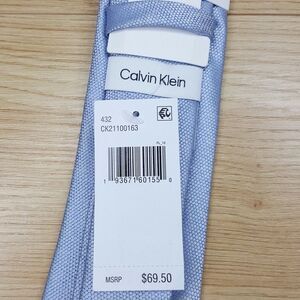 Calvin Klein
432
CK21100163
1 93671 60155 0
MSRP $69.50